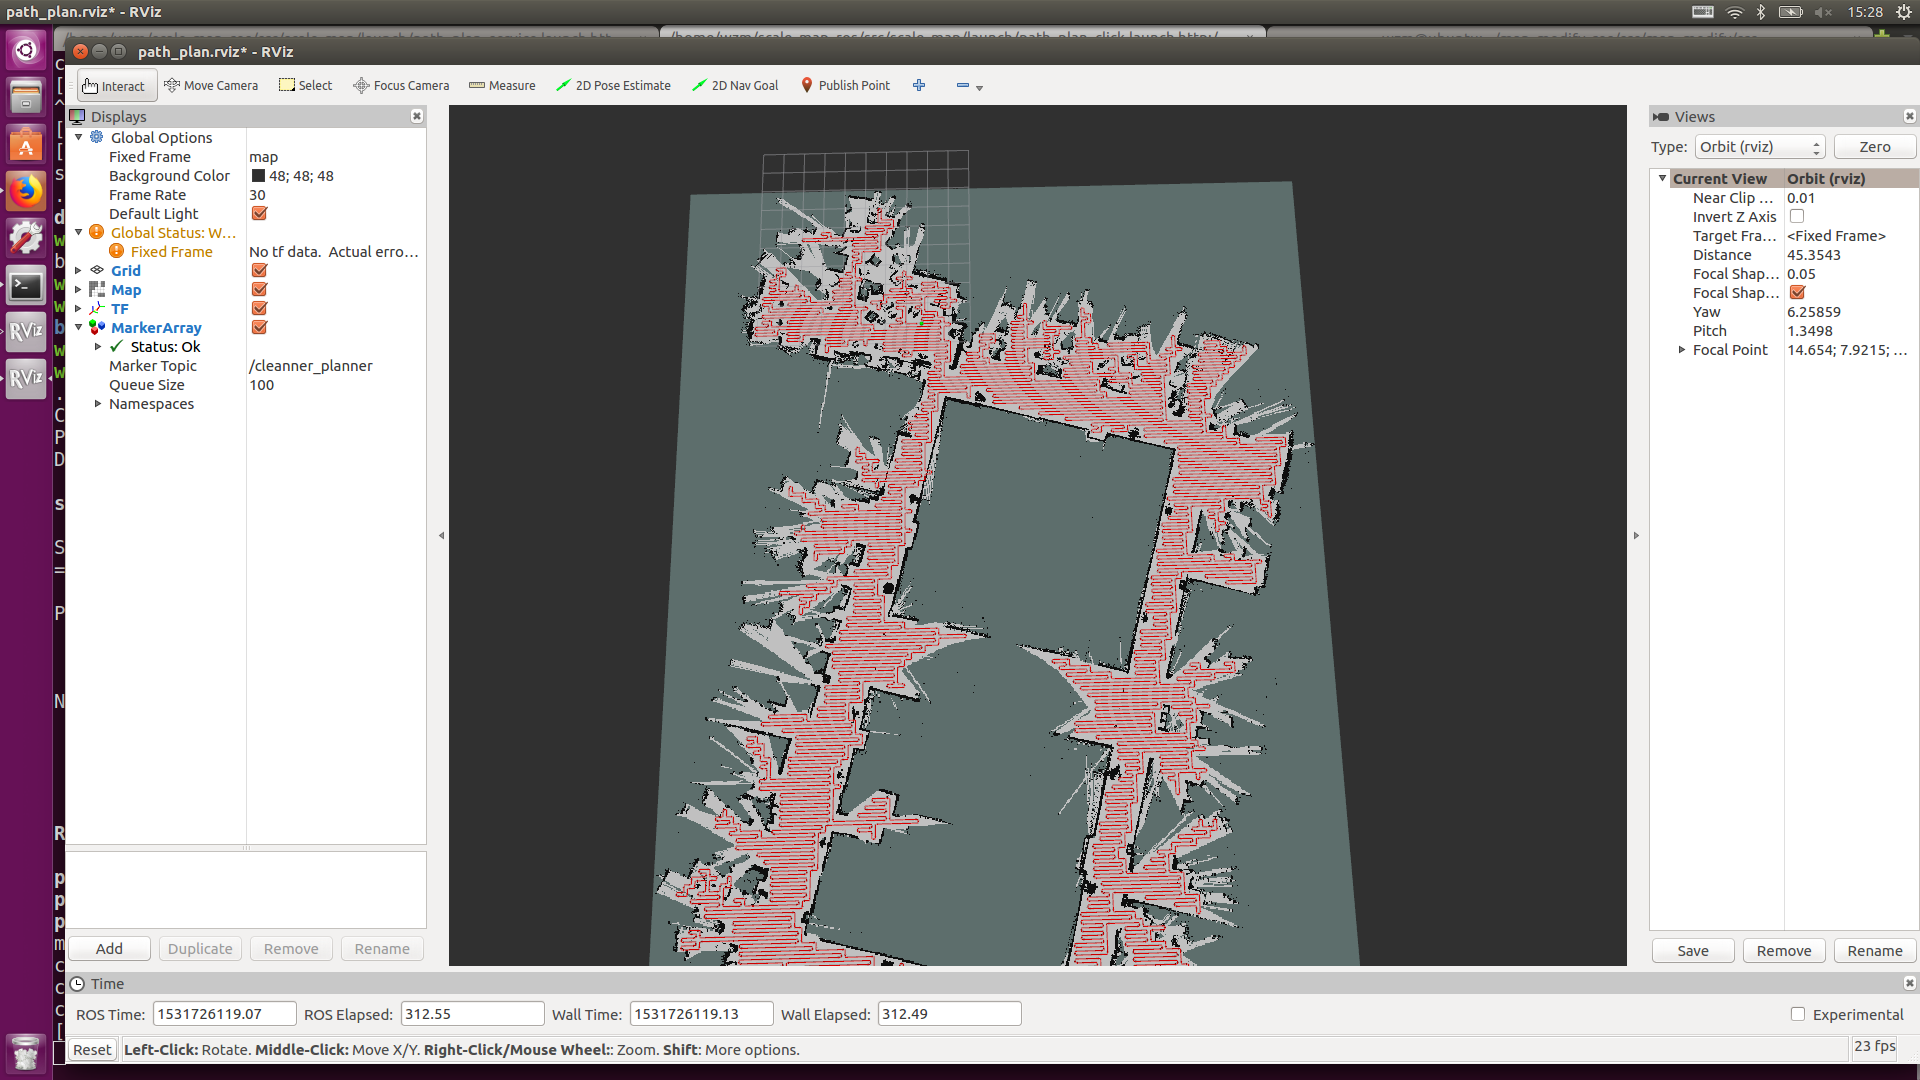 path_plan.rviz* - RViz
15:28
path_plan.rviz* - RViz
Interact
Move Camera
Select
Focus Camera
Measure
2D Pose Estimate
2D Nav Goal
Publish Point
Displays
Global Options
Fixed Frame map
Background Color 48; 48; 48
Frame Rate 30
Default Light
Global Status: W...
Fixed Frame No tf data. Actual erro...
Grid
Map
TF
MarkerArray
Status: Ok
Marker Topic /cleanner_planner
Queue Size 100
Namespaces
Add
Duplicate
Remove
Rename
Views
Type: Orbit (rviz) Zero
Current View Orbit (rviz)
Near Clip ... 0.01
Invert Z Axis
Target Fra... <Fixed Frame>
Distance 45.3543
Focal Shap... 0.05
Focal Shap...
Yaw 6.25859
Pitch 1.3498
Focal Point 14.654; 7.9215; ...
Save
Remove
Rename
Time
ROS Time: 1531726119.07 ROS Elapsed: 312.55 Wall Time: 1531726119.13 Wall Elapsed: 312.49
Experimental
Reset
Left-Click: Rotate. Middle-Click: Move X/Y. Right-Click/Mouse Wheel:: Zoom. Shift: More options.
23 fps
RViz
RViz